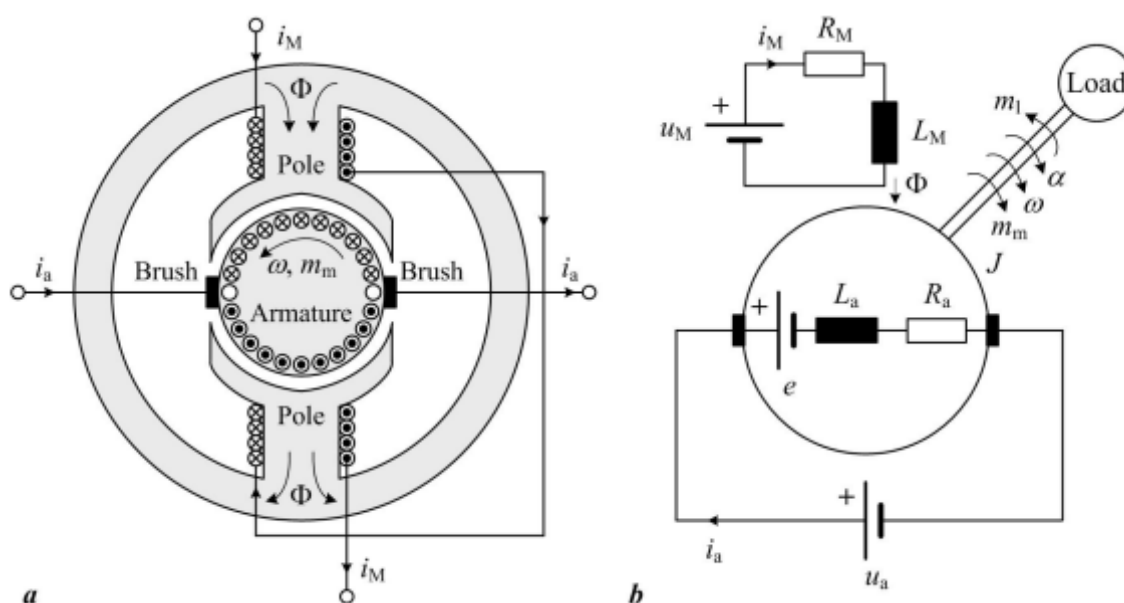 i_M
Φ
Pole
Brush
ω, m_m
Brush
i_a
i_a
Armature
Pole
Φ
i_M
a
i_M
R_M
+
u_M
L_M
Φ
Load
m_l
α
ω
m_m
J
+
L_a
R_a
e
+
i_a
u_a
b